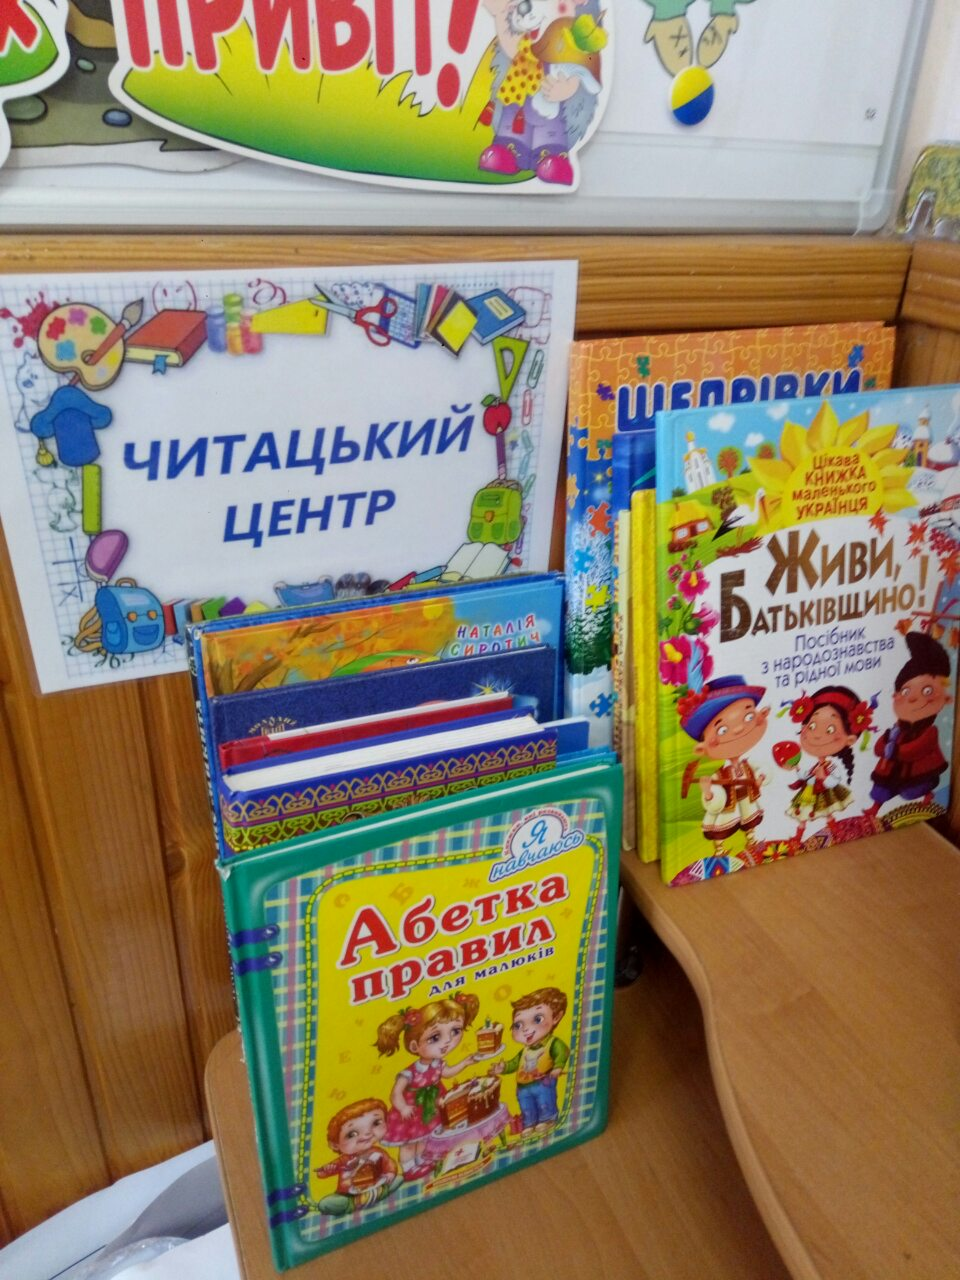 ПРИВІТ!
ЧИТАЦЬКИЙ
ЦЕНТР
ЩЕДРІВКИ
Цікава
книжка
маленького
українця
Живи,
Батьківщино!
Посібник
з народознавства
та рідної мови
НАТАЛІЯ
СИРОТИЧ
Я
навчаюсь
Абетка
правил
для малюків